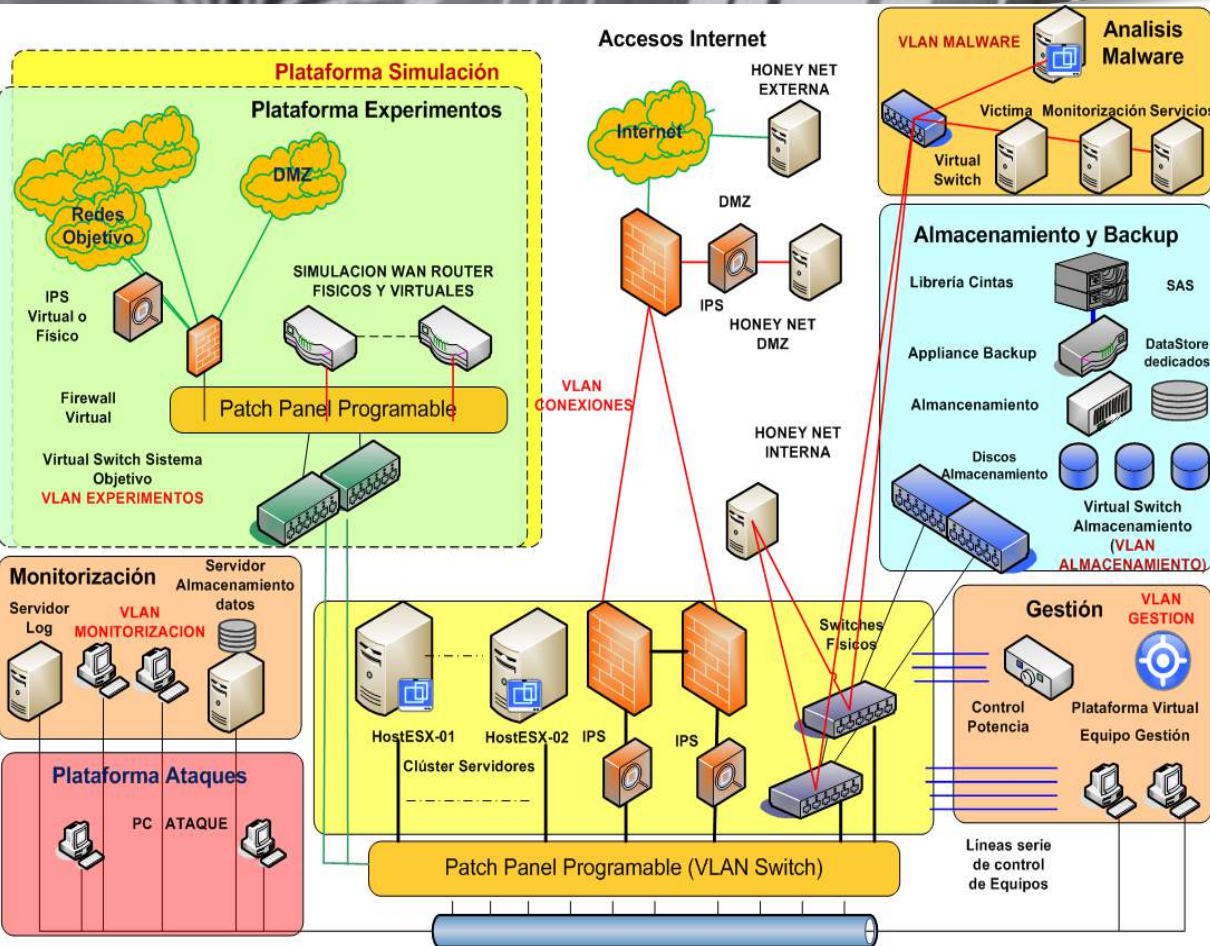 Plataforma Simulación
Plataforma Experimentos
Redes
Objetivo
DMZ
IPS
Virtual o
Físico
SIMULACION WAN ROUTER
FISICOS Y VIRTUALES
Firewall
Virtual
Patch Panel Programable
Virtual Switch Sistema
Objetivo
VLAN EXPERIMENTOS
Accesos Internet
Internet
HONEY NET
EXTERNA
DMZ
IPS
HONEY NET
DMZ
VLAN
CONEXIONES
HONEY NET
INTERNA
VLAN MALWARE
Analisis
Malware
Victima
Monitorización
Servicios
Virtual
Switch
Almacenamiento y Backup
Librería Cintas
SAS
Appliance Backup
DataStore
dedicados
Almancenamiento
Discos
Almacenamiento
Virtual Switch
Almacenamiento
(VLAN
ALMACENAMIENTO)
Monitorización
Servidor
Log
VLAN
MONITORIZACION
Servidor
Almacenamiento
datos
Plataforma Ataques
PC ATAQUE
HostESX-01
HostESX-02
Clúster Servidores
IPS
IPS
Switches
Físicos
Patch Panel Programable (VLAN Switch)
Gestión
VLAN
GESTION
Control
Potencia
Plataforma Virtual
Equipo Gestión
Líneas serie
de control
de Equipos